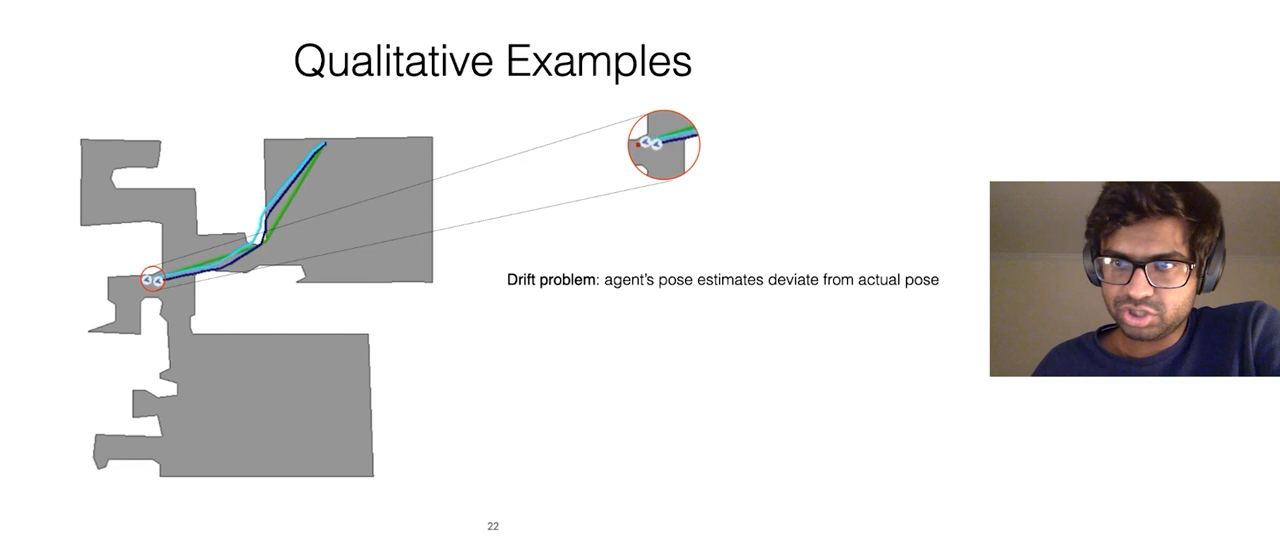 Qualitative Examples
Drift problem: agent's pose estimates deviate from actual pose
22